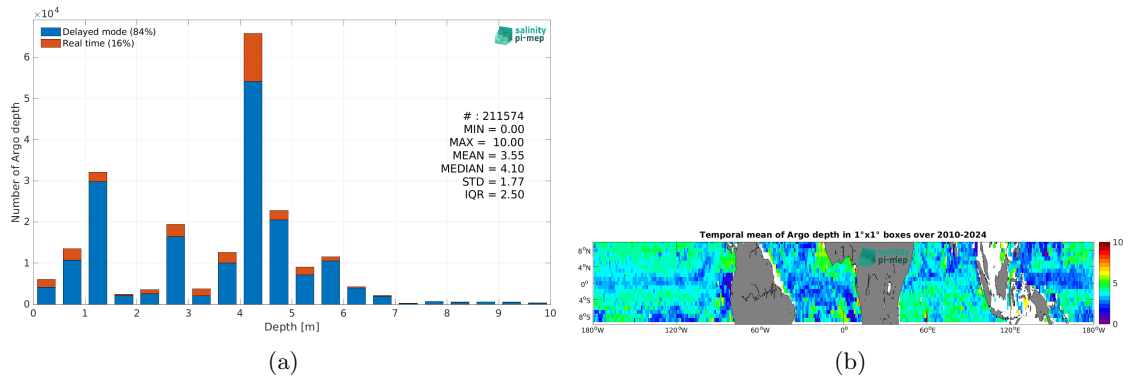 ×10⁴
Delayed mode (84%)
Real time (16%)
salinity
pi-mep
# : 211574
MIN = 0.00
MAX = 10.00
MEAN = 3.55
MEDIAN = 4.10
STD = 1.77
IQR = 2.50
Number of Argo depth
6
5
4
3
2
1
0
0 1 2 3 4 5 6 7 8 9 10
Depth [m]
(a)
Temporal mean of Argo depth in 1°x1° boxes over 2010-2024
salinity
pi-mep
8°N
4°N
0°
4°S
8°S
180°W 120°W 60°W 0° 60°E 120°E 180°W
10
5
0
(b)